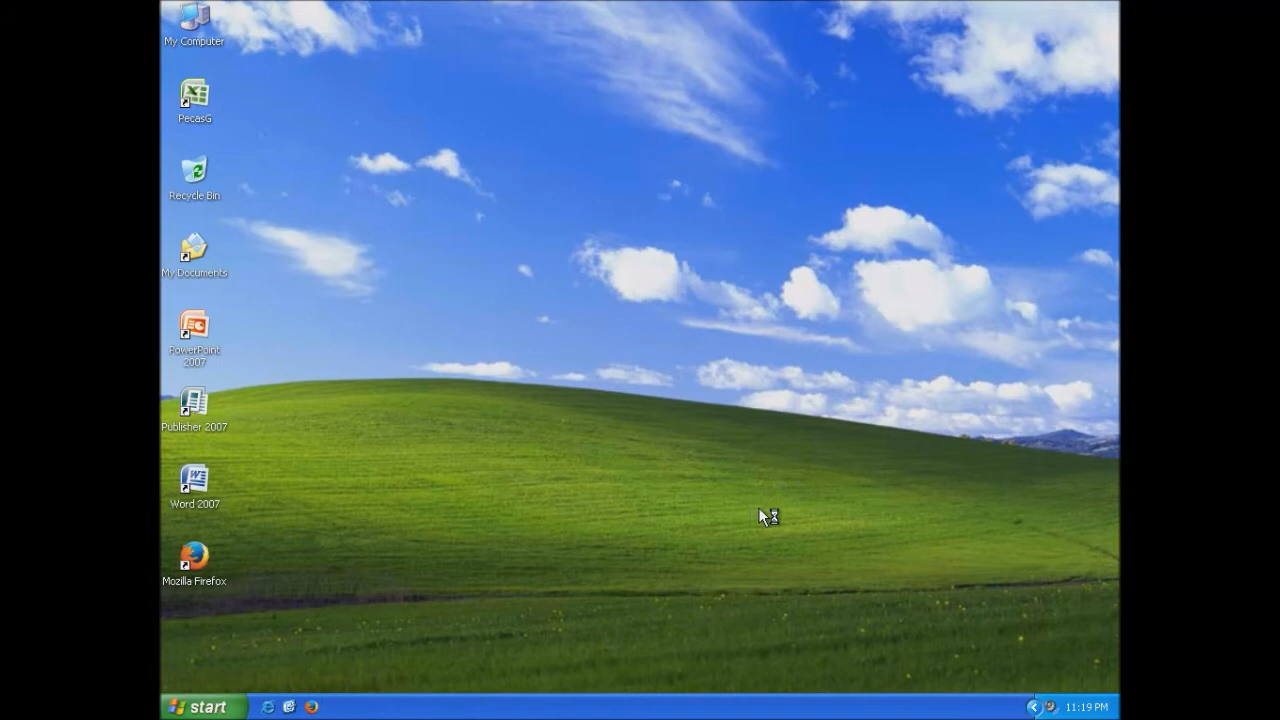 My Computer
PecasG
Recycle Bin
My Documents
PowerPoint
2007
Publisher 2007
Word 2007
Mozilla Firefox
start
11:19 PM